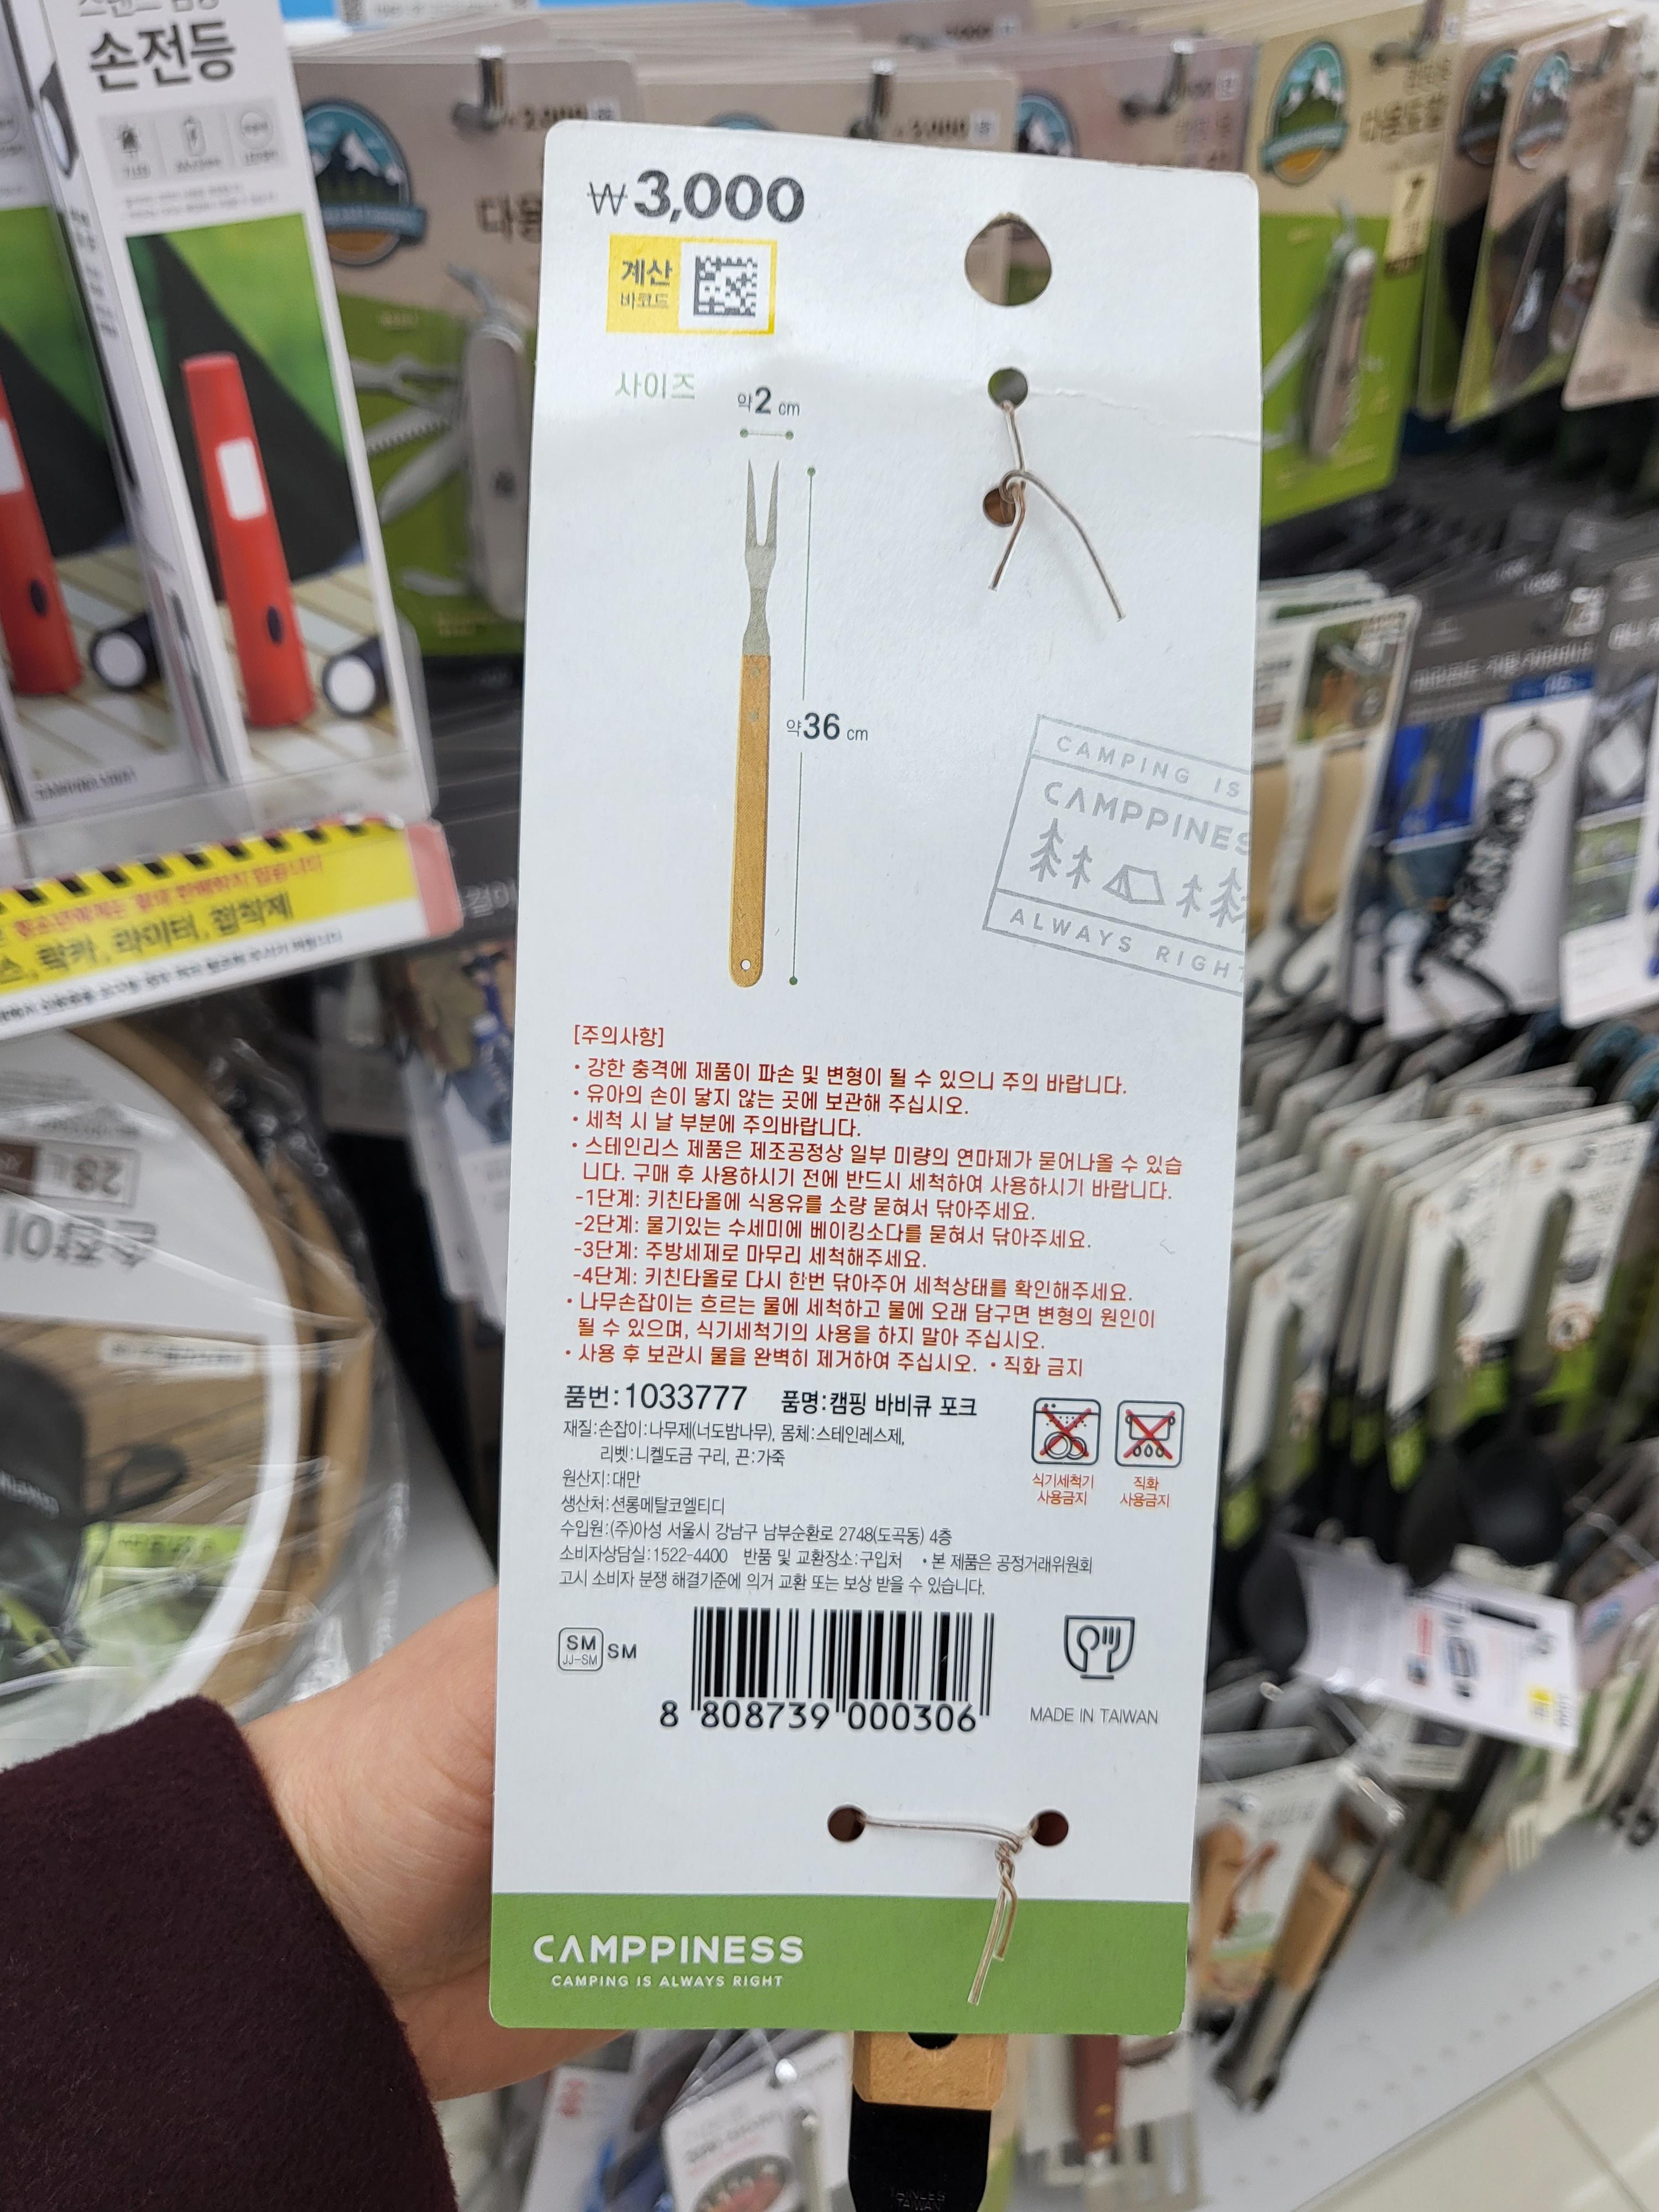 손전등
₩3,000
계산
바코드
사이즈
약2 cm
약36 cm
CAMPING IS
CAMPPINES
ALWAYS RIGHT
[주의사항]
• 강한 충격에 제품이 파손 및 변형이 될 수 있으니 주의 바랍니다.
• 유아의 손이 닿지 않는 곳에 보관해 주십시오.
• 세척 시 날 부분에 주의바랍니다.
• 스테인리스 제품은 제조공정상 일부 미량의 연마제가 묻어나올 수 있습
니다. 구매 후 사용하시기 전에 반드시 세척하여 사용하시기 바랍니다.
-1단계: 키친타올에 식용유를 소량 묻혀서 닦아주세요.
-2단계: 물기있는 수세미에 베이킹소다를 묻혀서 닦아주세요.
-3단계: 주방세제로 마무리 세척해주세요.
-4단계: 키친타올로 다시 한번 닦아주어 세척상태를 확인해주세요.
• 나무손잡이는 흐르는 물에 세척하고 물에 오래 담구면 변형의 원인이
될 수 있으며, 식기세척기의 사용을 하지 말아 주십시오.
• 사용 후 보관시 물을 완벽히 제거하여 주십시오. • 직화 금지
품번:1033777 품명:캠핑 바비큐 포크
재질:손잡이:나무제(너도밤나무), 몸체:스테인레스제,
리벳:니켈도금 구리, 끈:가죽
원산지:대만
생산처:션롱메탈코엘티디
수입원:(주)아성 서울시 강남구 남부순환로 2748(도곡동) 4층
소비자상담실:1522-4400 반품 및 교환장소:구입처 • 본 제품은 공정거래위원회
고시 소비자 분쟁 해결기준에 의거 교환 또는 보상 받을 수 있습니다.
식기세척기
사용금지
직화
사용금지
SM
JJ-SM
SM
8 808739 000306
MADE IN TAIWAN
CAMPPINESS
CAMPING IS ALWAYS RIGHT
스, 락카, 라이터, 접착제
28L
손잡이